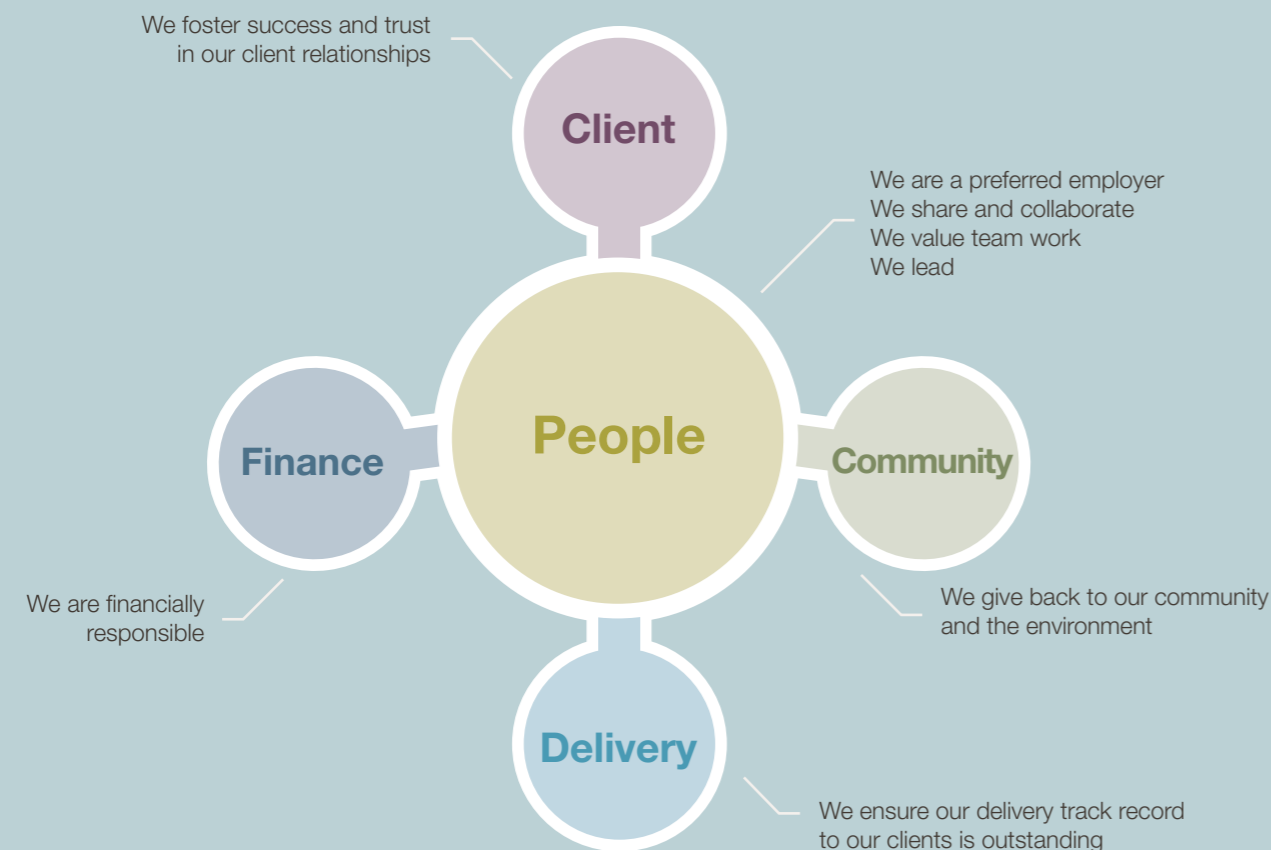 We foster success and trust
in our client relationships
Client
We are a preferred employer
We share and collaborate
We value team work
We lead
People
Finance
Community
We are financially
responsible
We give back to our community
and the environment
Delivery
We ensure our delivery track record
to our clients is outstanding